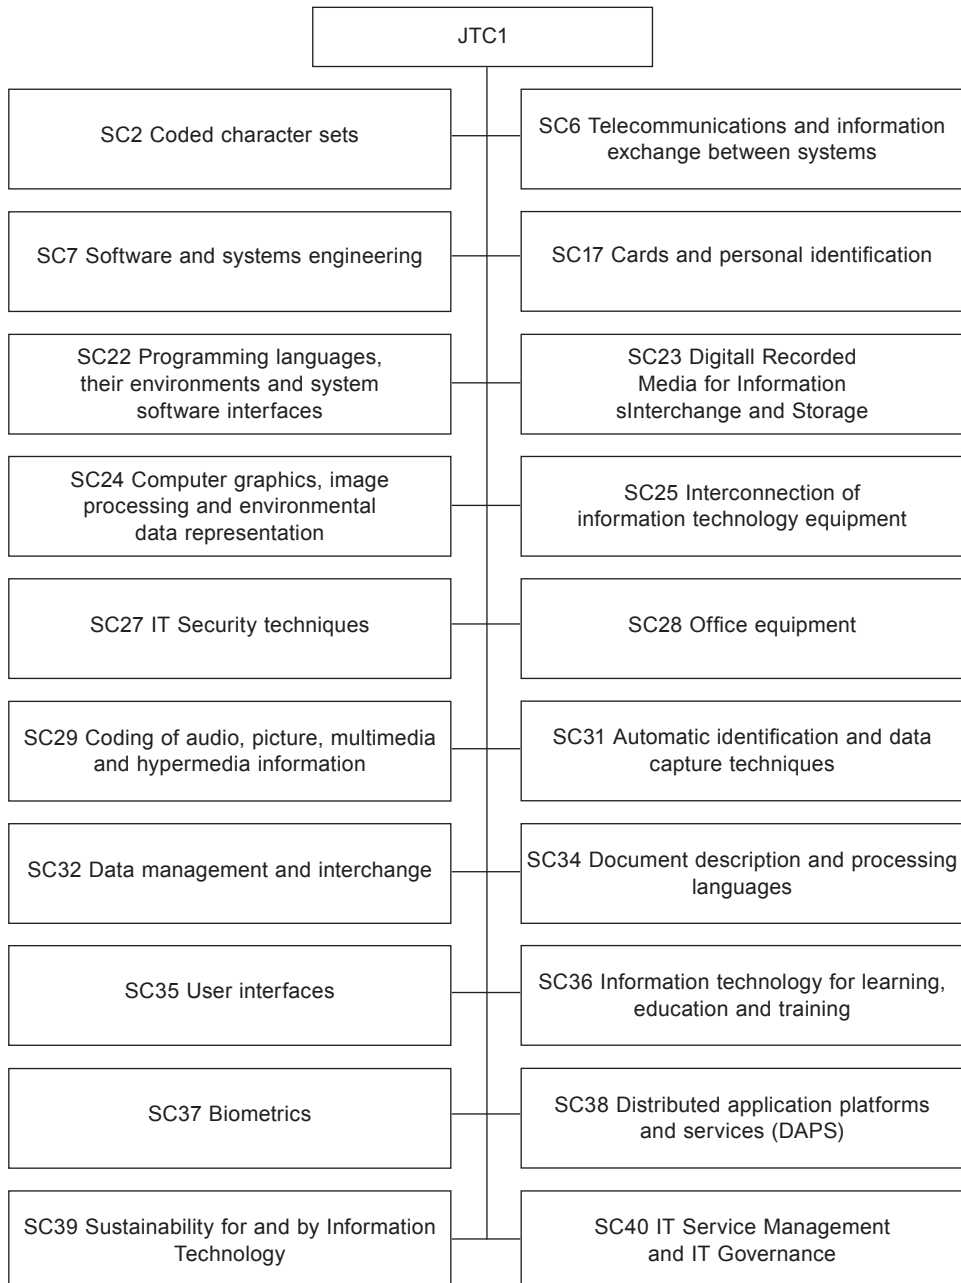 JTC1
SC2 Coded character sets
SC6 Telecommunications and information
exchange between systems
SC7 Software and systems engineering
SC17 Cards and personal identification
SC22 Programming languages,
their environments and system
software interfaces
SC23 Digitall Recorded
Media for Information
sInterchange and Storage
SC24 Computer graphics, image
processing and environmental
data representation
SC25 Interconnection of
information technology equipment
SC27 IT Security techniques
SC28 Office equipment
SC29 Coding of audio, picture, multimedia
and hypermedia information
SC31 Automatic identification and data
capture techniques
SC32 Data management and interchange
SC34 Document description and processing
languages
SC35 User interfaces
SC36 Information technology for learning,
education and training
SC37 Biometrics
SC38 Distributed application platforms
and services (DAPS)
SC39 Sustainability for and by Information
Technology
SC40 IT Service Management
and IT Governance